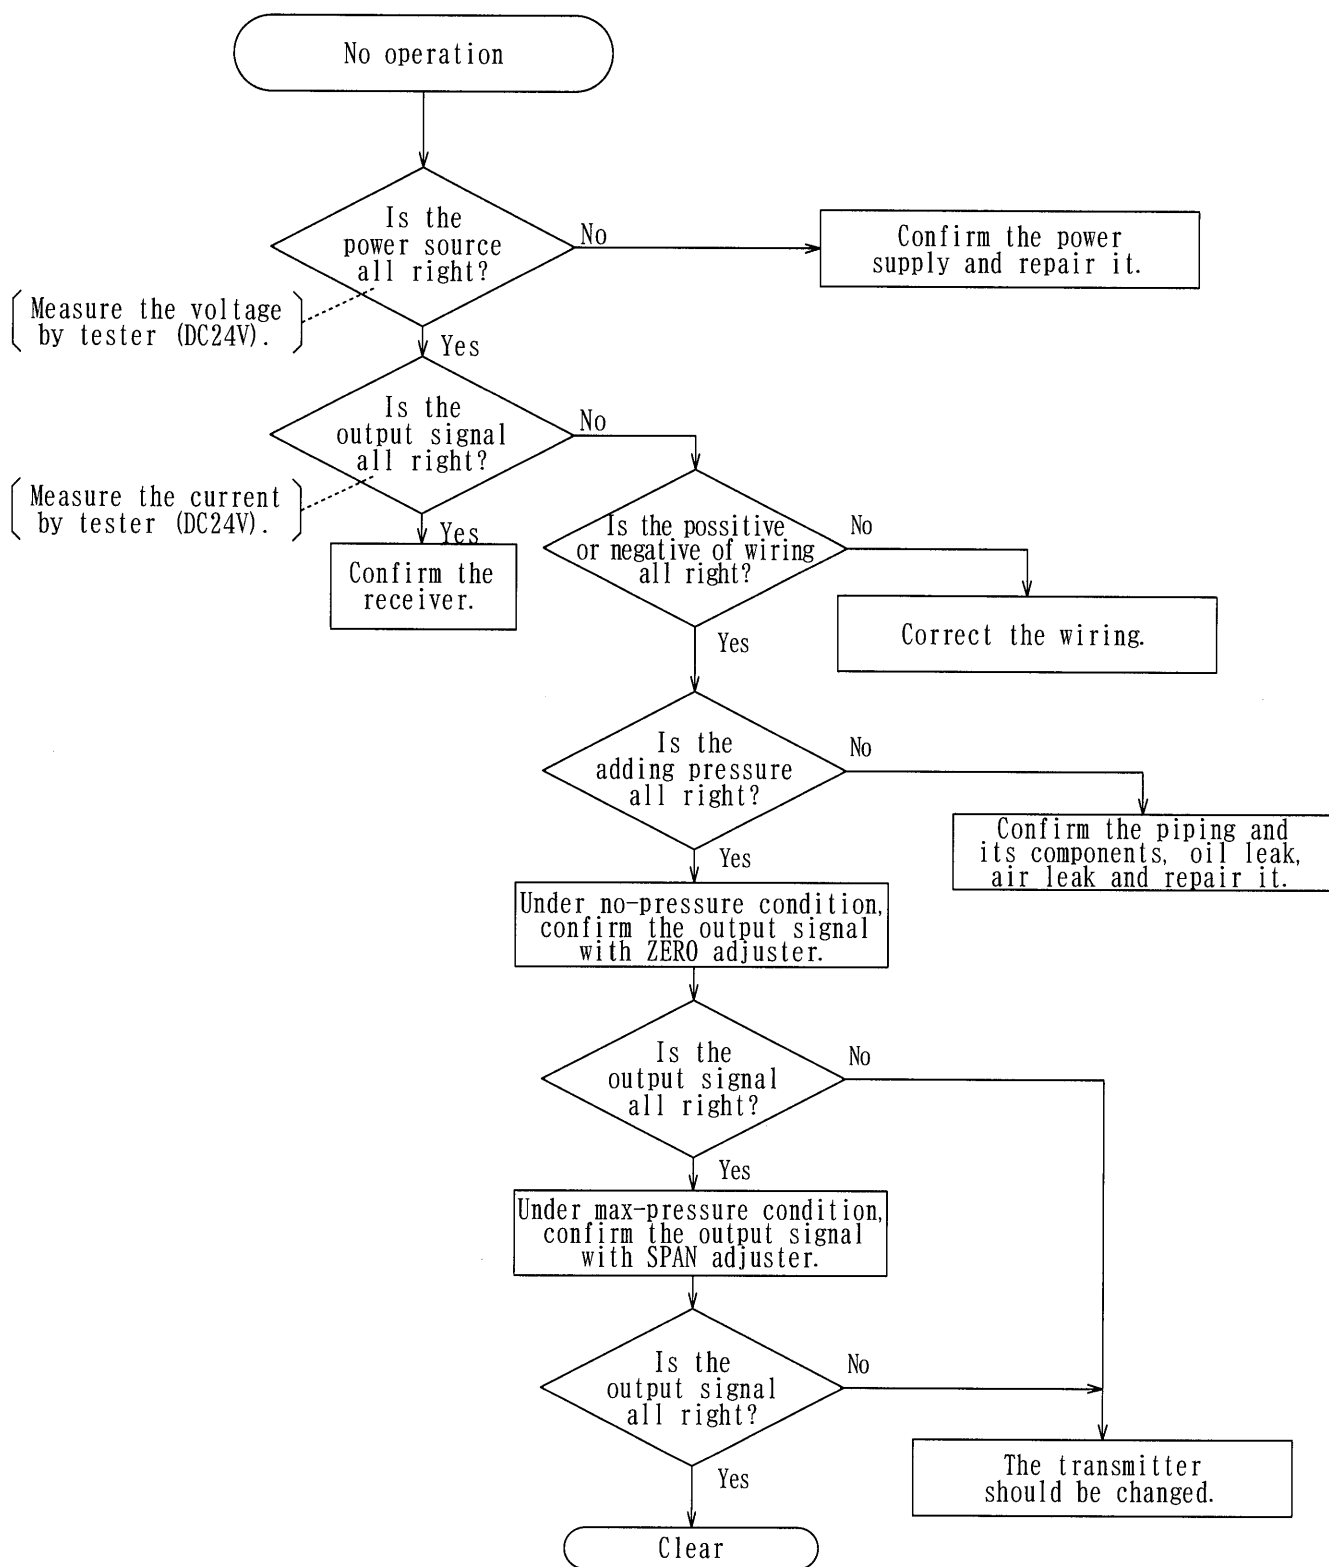 No operation
Is the
power source
all right?
No
Confirm the power
supply and repair it.
Measure the voltage
by tester (DC24V).
Yes
Is the
output signal
all right?
No
Measure the current
by tester (DC24V).
Yes
Confirm the
receiver.
Is the possitive
or negative of wiring
all right?
No
Correct the wiring.
Yes
Is the
adding pressure
all right?
No
Confirm the piping and
its components, oil leak,
air leak and repair it.
Yes
Under no-pressure condition,
confirm the output signal
with ZERO adjuster.
Is the
output signal
all right?
No
Yes
Under max-pressure condition,
confirm the output signal
with SPAN adjuster.
Is the
output signal
all right?
No
The transmitter
should be changed.
Yes
Clear